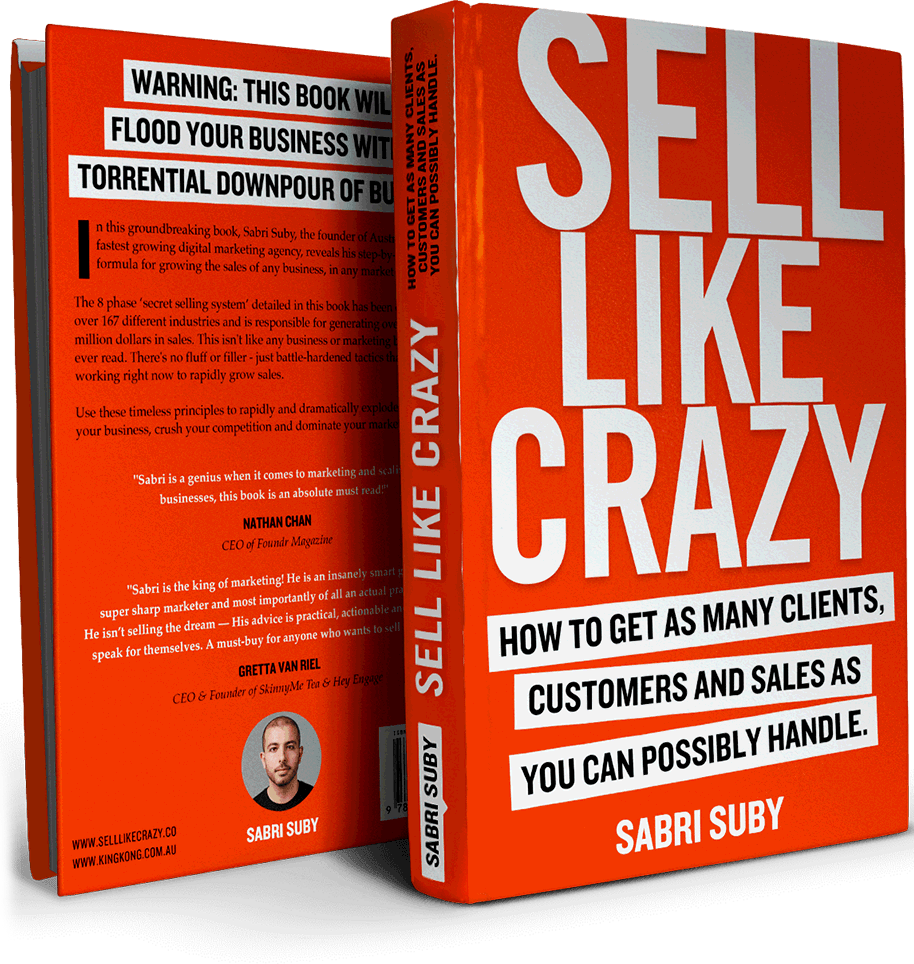 WARNING: THIS BOOK WIL
FLOOD YOUR BUSINESS WIT
TORRENTIAL DOWNPOUR OF BU
In this groundbreaking book, Sabri Suby, the founder of Aust
fastest growing digital marketing agency, reveals his step-by-
formula for growing the sales of any business, in any marke
The 8 phase 'secret selling system' detailed in this book has been
over 167 different industries and is responsible for generating ov
million dollars in sales. This isn't like any business or marketing b
ever read. There's no fluff or filler - just battle-hardened tactics th
working right now to rapidly grow sales.
Use these timeless principles to rapidly and dramatically explod
your business, crush your competition and dominate your marke
"Sabri is a genius when it comes to marketing and scali
businesses, this book is an absolute must read!"
NATHAN CHAN
CEO of Foundr Magazine
"Sabri is the king of marketing! He is an insanely smart g
super sharp marketer and most importantly of all an actual pra
He isn't selling the dream — His advice is practical, actionable an
speak for themselves. A must-buy for anyone who wants to sell
GRETTA VAN RIEL
CEO & Founder of SkinnyMe Tea & Hey Engage
SABRI SUBY
WWW.SELLLIKECRAZY.CO
WWW.KINGKONG.COM.AU
9 78
HOW TO GET AS MANY CLIENTS,
CUSTOMERS AND SALES AS
YOU CAN POSSIBLY HANDLE.
SELL LIKE CRAZY
SABRI SUBY
SELL
LIKE
CRAZY
HOW TO GET AS MANY CLIENTS,
CUSTOMERS AND SALES AS
YOU CAN POSSIBLY HANDLE.
SABRI SUBY